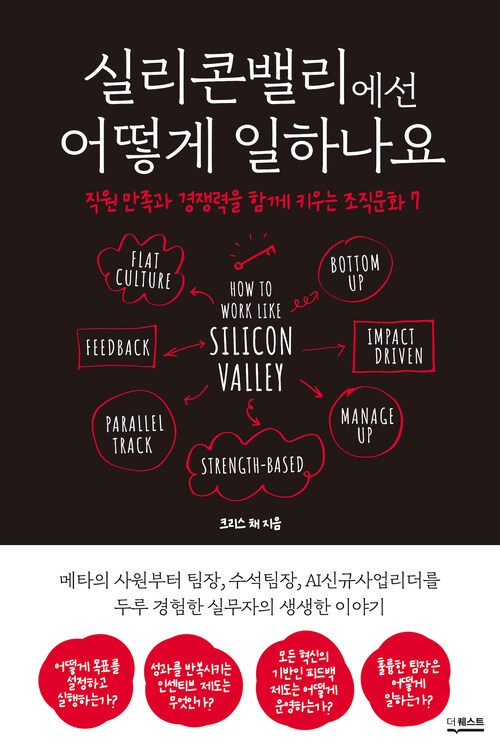 실리콘밸리에선
어떻게 일하나요
직원 만족과 경쟁력을 함께 키우는 조직문화 7
FLAT
CULTURE
HOW TO
WORK LIKE
SILICON
VALLEY
BOTTOM
UP
FEEDBACK
IMPACT
DRIVEN
PARALLEL
TRACK
MANAGE
UP
STRENGTH-BASED
크리스 채 지음
메타의 사원부터 팀장, 수석팀장, AI신규사업리더를
두루 경험한 실무자의 생생한 이야기
어떻게 목표를
설정하고
실행하는가?
성과를 반복시키는
인센티브 제도는
무엇인가?
모든 혁신의
기반인 피드백
제도는 어떻게
운영하는가?
훌륭한 팀장은
어떻게
일하는가?
더퀘스트